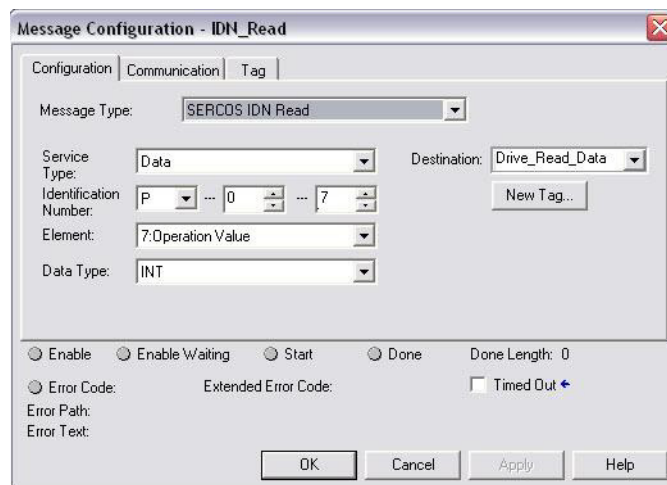 Message Configuration - IDN_Read
Configuration Communication Tag
Message Type: SERCOS IDN Read
Service Type: Data Destination: Drive_Read_Data
Identification Number: P --- 0 --- 7 New Tag...
Element: 7:Operation Value
Data Type: INT
Enable Enable Waiting Start Done Done Length: 0
Error Code: Extended Error Code: Timed Out
Error Path:
Error Text:
OK Cancel Apply Help